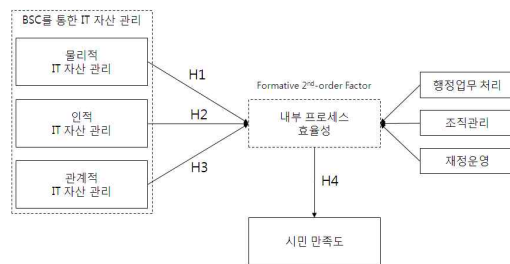 BSC를 통한 IT 자산 관리
물리적
IT 자산 관리
인적
IT 자산 관리
관계적
IT 자산 관리
H1
H2
H3
Formative 2nd-order Factor
내부 프로세스
효율성
행정업무 처리
조직관리
재정운영
H4
시민 만족도